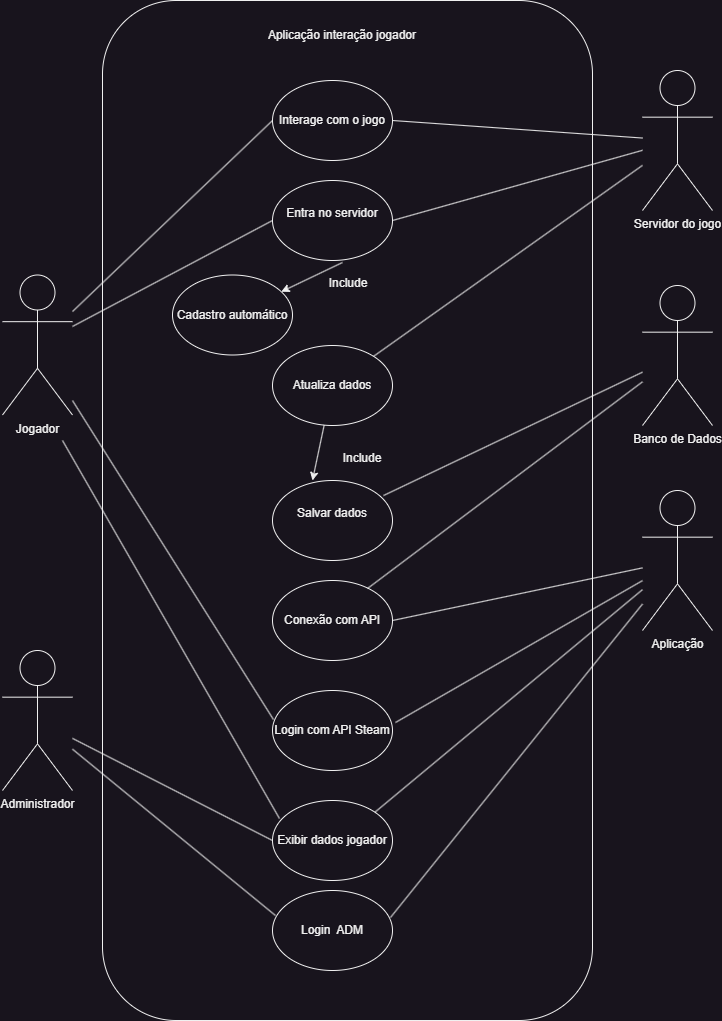 Aplicação interação jogador
Interage com o jogo
Entra no servidor
Servidor do jogo
Include
Cadastro automático
Atualiza dados
Jogador
Banco de Dados
Include
Salvar dados
Conexão com API
Aplicação
Login com API Steam
Administrador
Exibir dados jogador
Login ADM